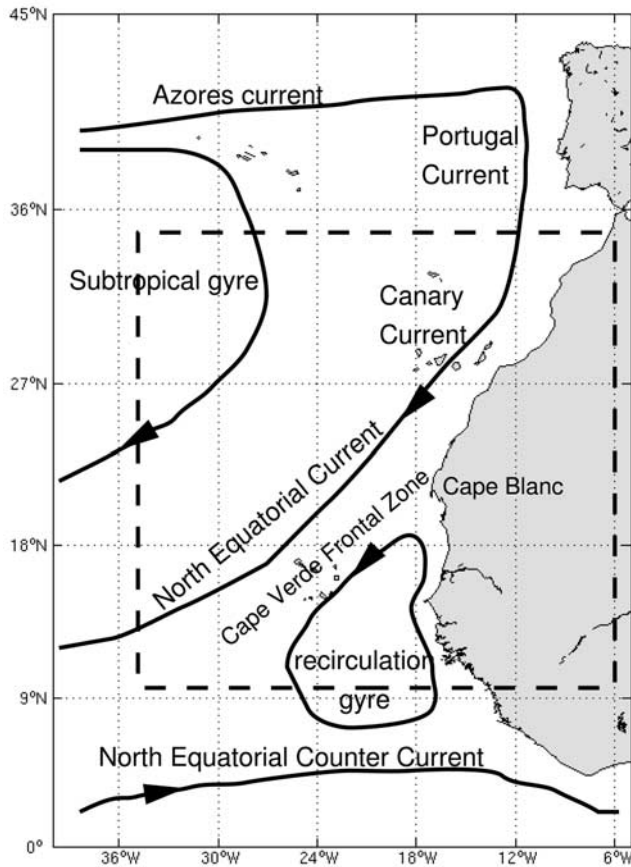 45°N
Azores current
Portugal
Current
36°N
Subtropical gyre
Canary
Current
27°N
North Equatorial Current
Cape Verde Frontal Zone
Cape Blanc
18°N
recirculation
gyre
9°N
North Equatorial Counter Current
0°
36°W 30°W 24°W 18°W 12°W 6°W